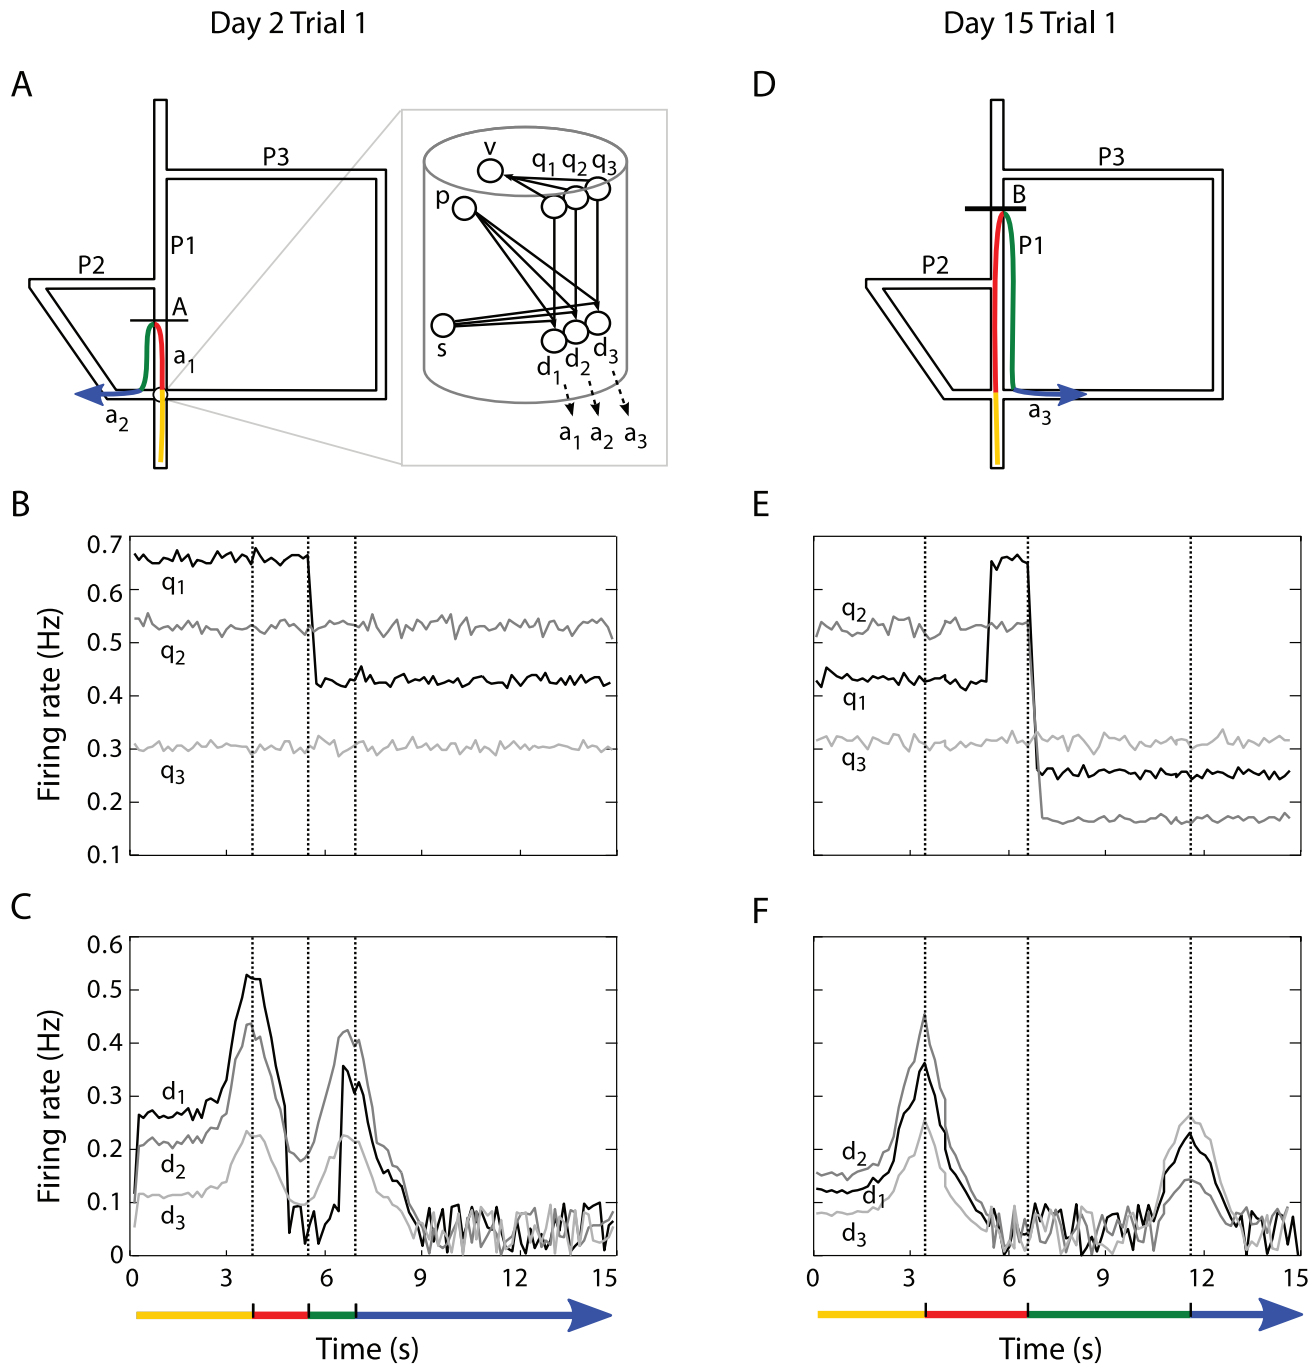 Day 2 Trial 1
Day 15 Trial 1
A
P3
P1
P2
A
a1
a2
v
q1 q2 q3
p
s
d1 d2 d3
a1 a2 a3
D
P3
B
P1
P2
a3
B
Firing rate (Hz)
0.7
0.6
0.5
0.4
0.3
0.2
0.1
q1
q2
q3
E
q2
q1
q3
C
Firing rate (Hz)
0.6
0.5
0.4
0.3
0.2
0.1
0
d1
d2
d3
0 3 6 9 12 15
Time (s)
F
d2
d1
d3
0 3 6 9 12 15
Time (s)